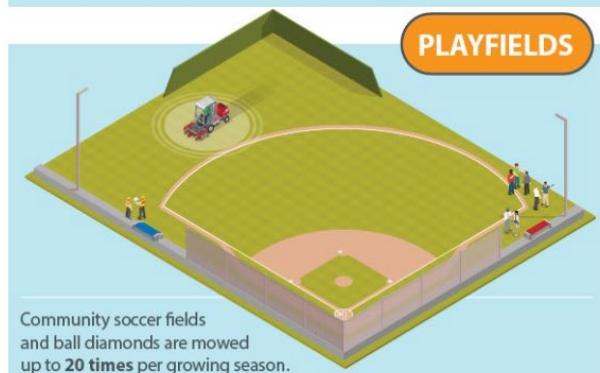 PLAYFIELDS
Community soccer fields
and ball diamonds are mowed
up to 20 times per growing season.